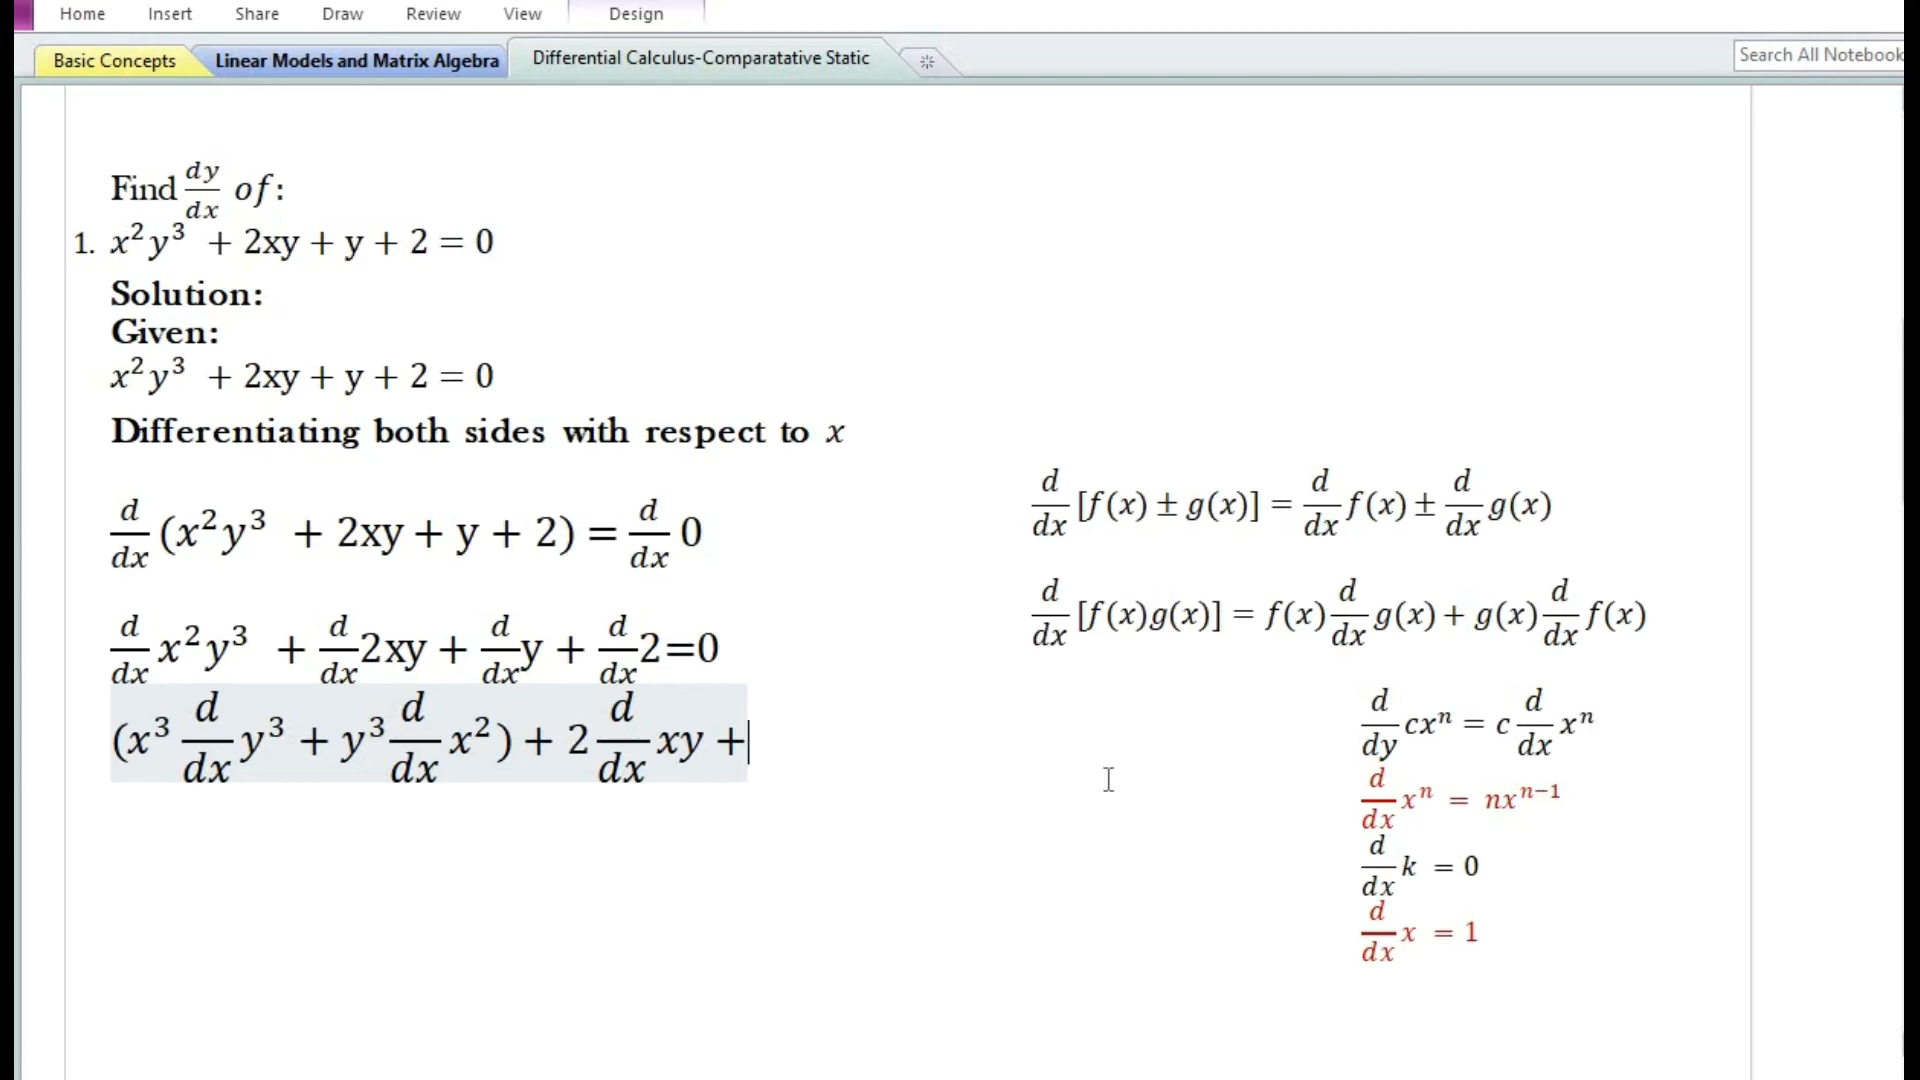 Home Insert Share Draw Review View Design
Basic Concepts Linear Models and Matrix Algebra Differential Calculus-Comparatative Static Search All Notebook
Find dy/dx of:
1. x²y³ + 2xy + y + 2 = 0
Solution:
Given:
x²y³ + 2xy + y + 2 = 0
Differentiating both sides with respect to x
d/dx (x²y³ + 2xy + y + 2) = d/dx 0
d/dx x²y³ + d/dx 2xy + d/dx y + d/dx 2=0
(x³ d/dx y³ + y³ d/dx x²) + 2 d/dx xy +
d/dx [f(x) ± g(x)] = d/dx f(x) ± d/dx g(x)
d/dx [f(x)g(x)] = f(x) d/dx g(x) + g(x) d/dx f(x)
d/dy cxⁿ = c d/dx xⁿ
d/dx xⁿ = nxⁿ⁻¹
d/dx k = 0
d/dx x = 1